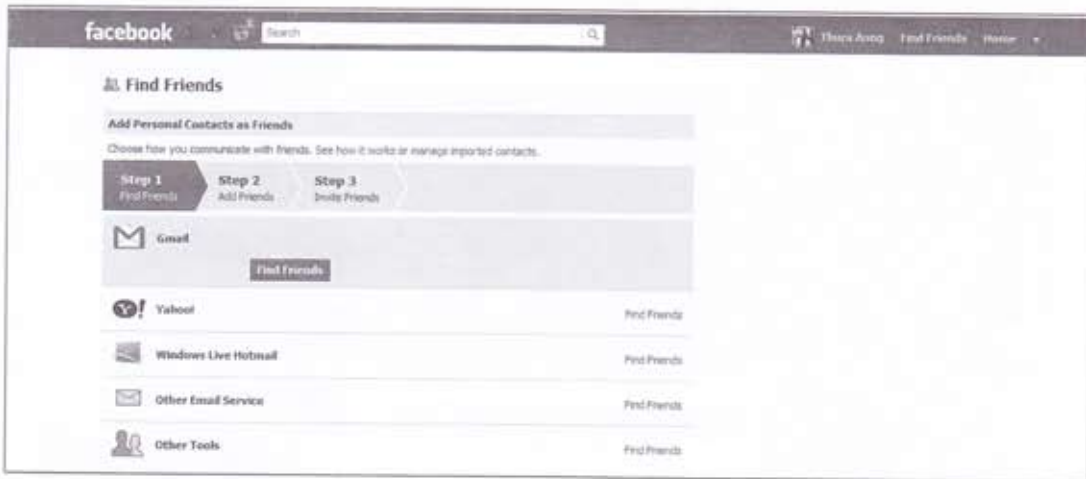 facebook Search Thura Aung Find Friends Home
Find Friends
Add Personal Contacts as Friends
Choose how you communicate with friends. See how it works or manage imported contacts.
Step 1 Step 2 Step 3
Find Friends Add Friends Invite Friends
Gmail
Find Friends
Yahoo! Find Friends
Windows Live Hotmail Find Friends
Other Email Service Find Friends
Other Tools Find Friends